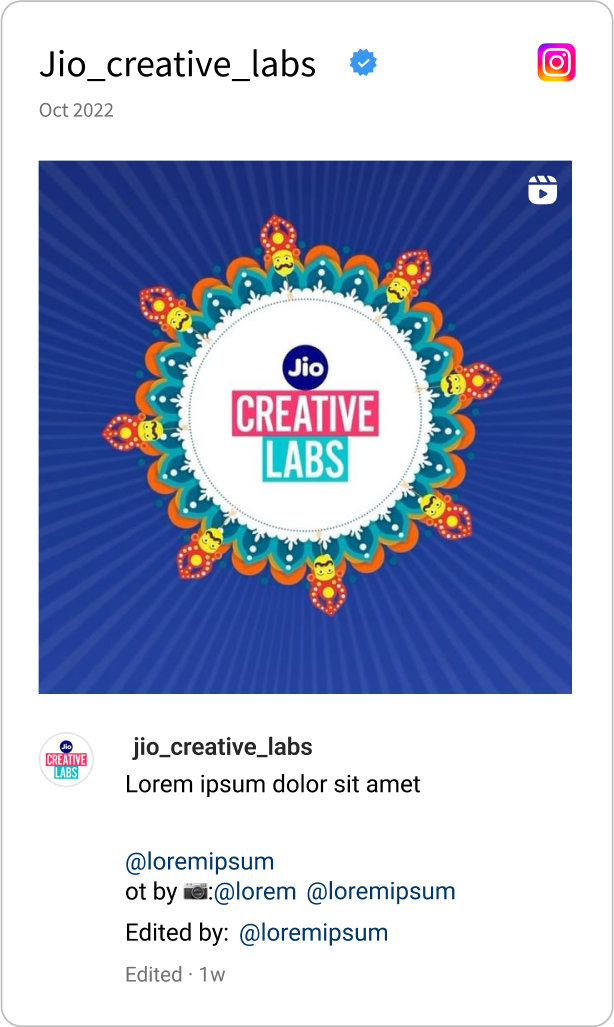 Jio_creative_labs
Oct 2022
Jio
CREATIVE
LABS
Jio
CREATIVE
LABS
jio_creative_labs
Lorem ipsum dolor sit amet
@loremipsum
ot by 📷:@lorem @loremipsum
Edited by: @loremipsum
Edited · 1w